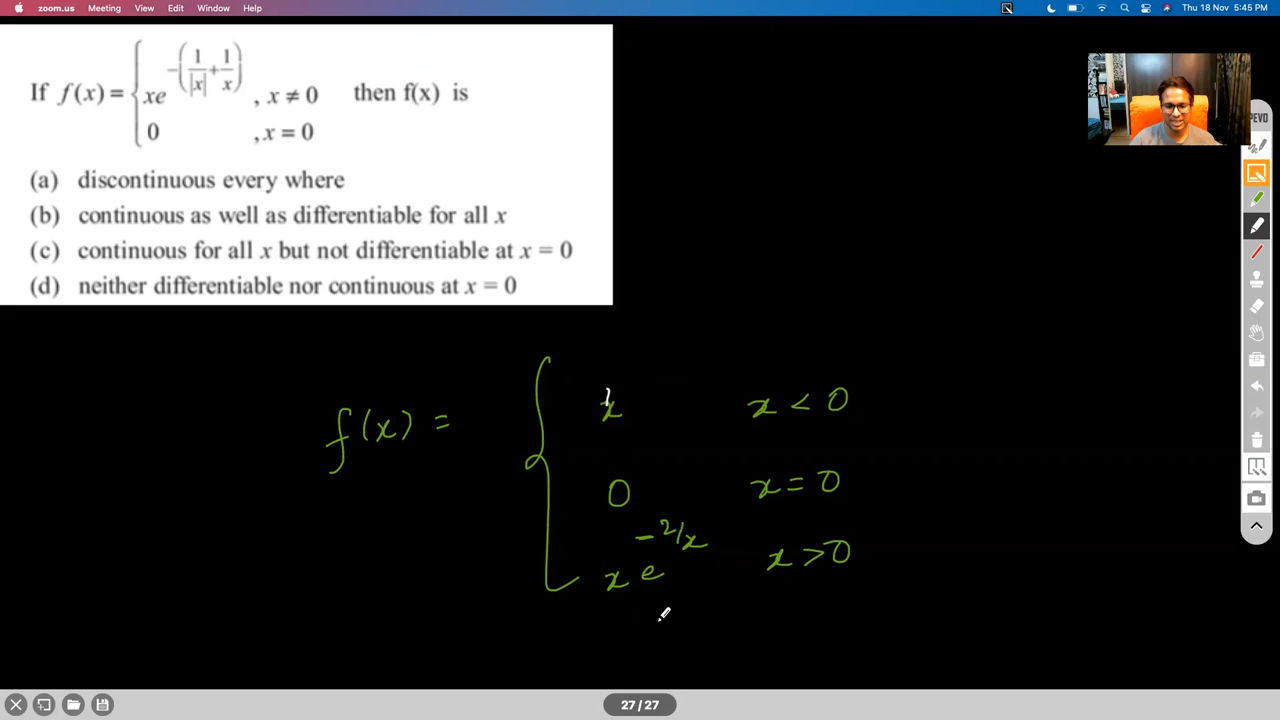 zoom.us Meeting View Edit Window Help Thu 18 Nov 5:45 PM
If f(x) = { xe^{-(1/|x| + 1/x)} , x ≠ 0 then f(x) is
0 , x = 0
(a) discontinuous every where
(b) continuous as well as differentiable for all x
(c) continuous for all x but not differentiable at x = 0
(d) neither differentiable nor continuous at x = 0
x x < 0
f(x) = {
0 x = 0
x e^{-2/x} x > 0
27 / 27